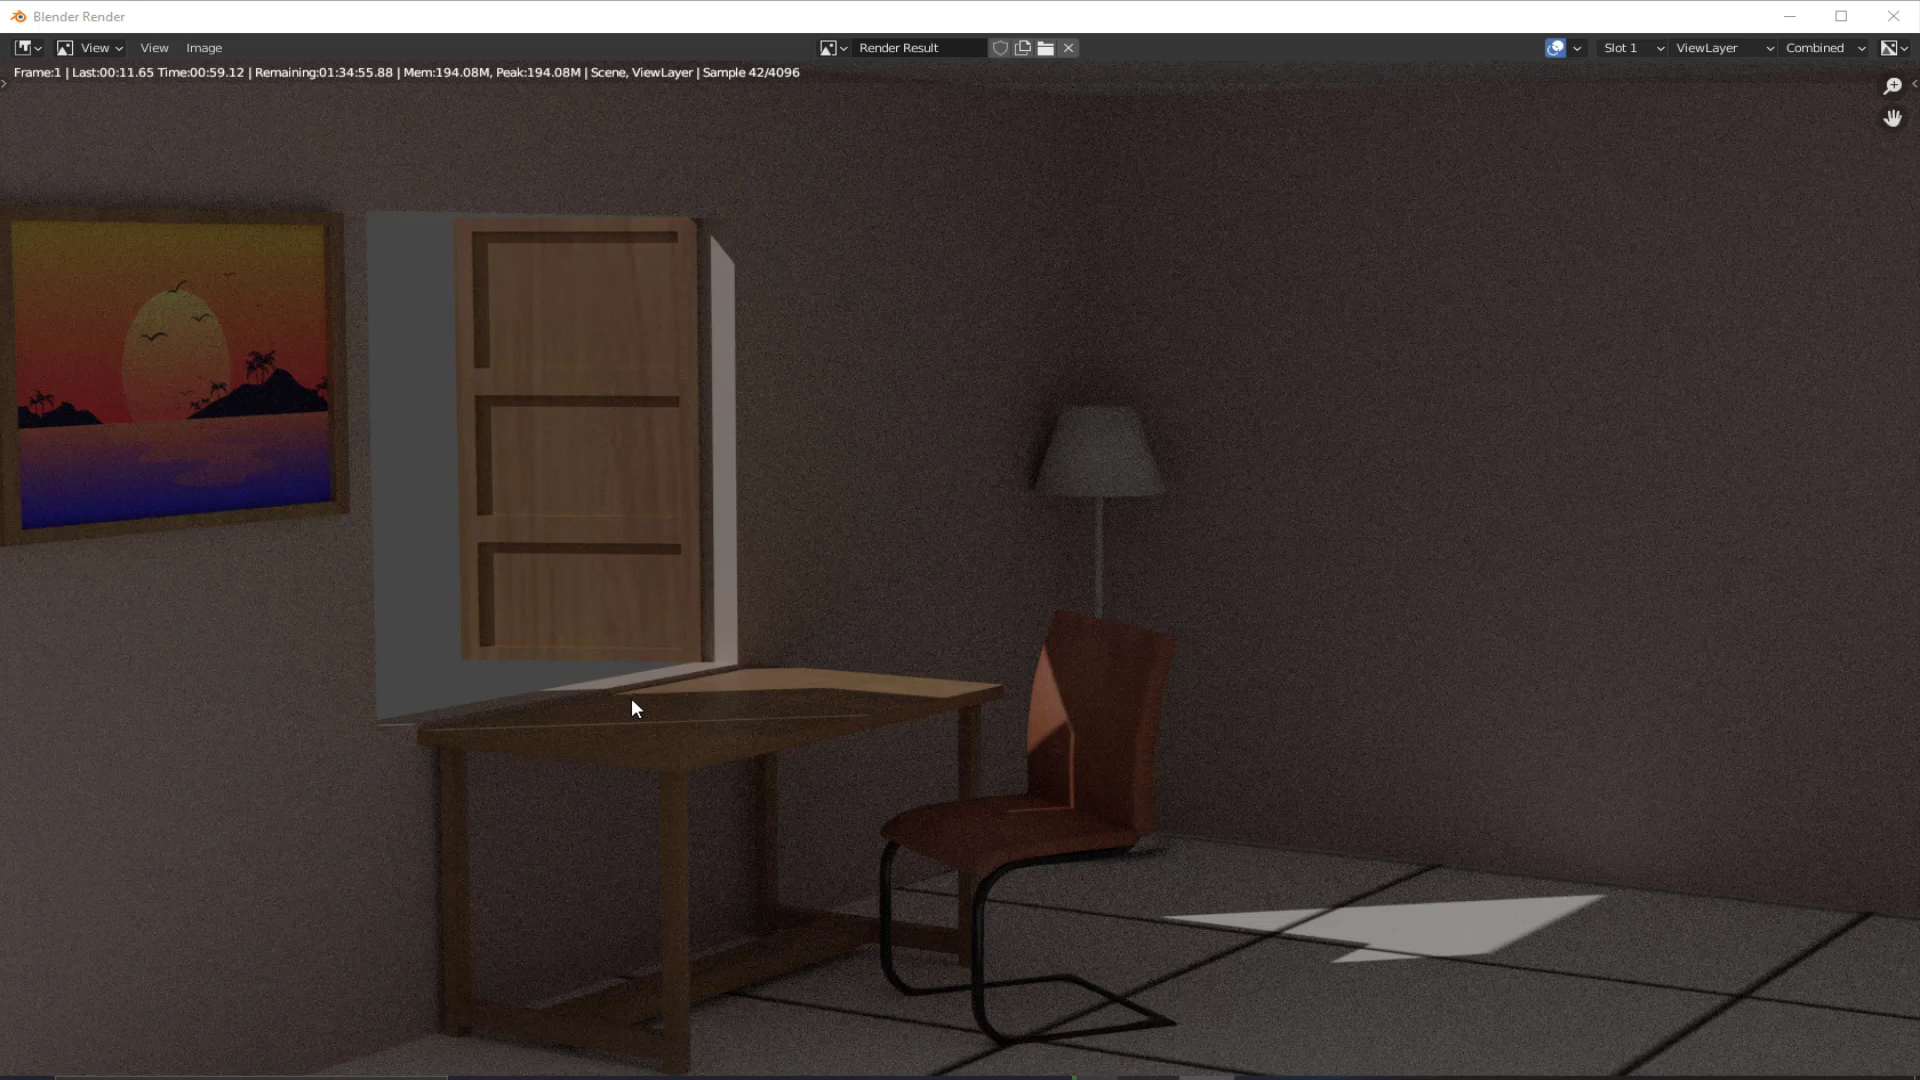 Blender Render
View View Image Render Result Slot 1 ViewLayer Combined
Frame:1 | Last:00:11.65 Time:00:59.12 | Remaining:01:34:55.88 | Mem:194.08M, Peak:194.08M | Scene, ViewLayer | Sample 42/4096